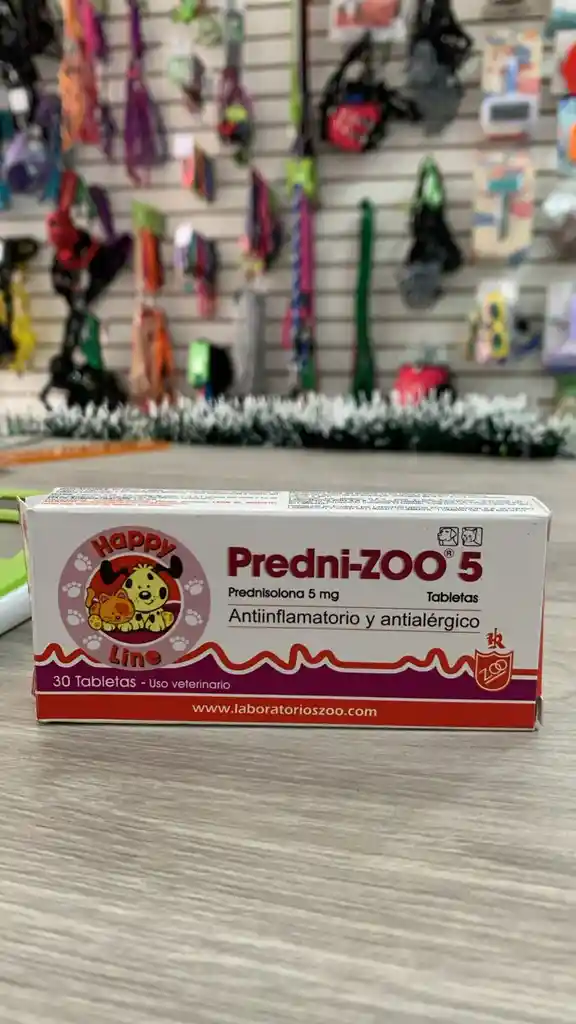 Happy
Line
Predni-ZOO® 5
Prednisolona 5 mg
Tabletas
Antiinflamatorio y antialérgico
ZOO
30 Tabletas - Uso veterinario
www.laboratorioszoo.com